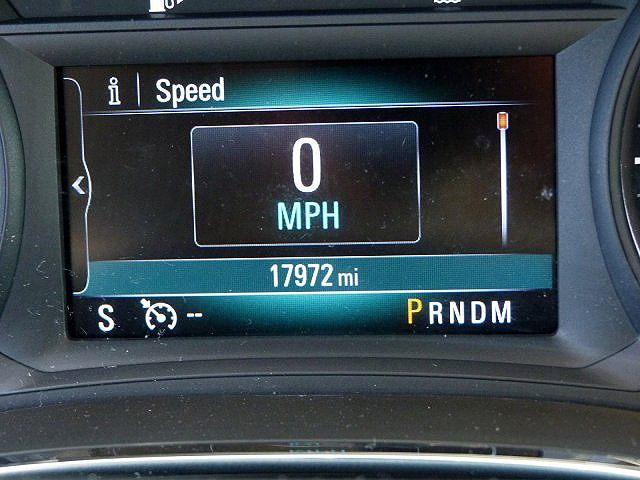 i Speed
0
MPH
17972 mi
S -- PRNDM